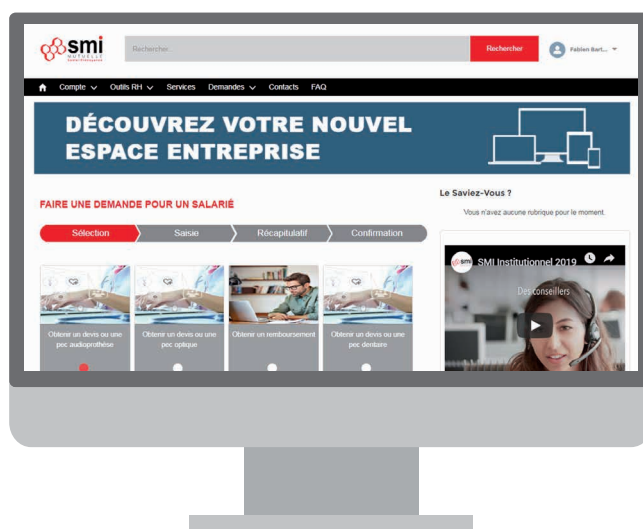 smi
MUTUELLE
Rechercher...
Rechercher
Fabien Bart...
Compte Outils RH Services Demandes Contacts FAQ
DÉCOUVREZ VOTRE NOUVEL
ESPACE ENTREPRISE
FAIRE UNE DEMANDE POUR UN SALARIÉ
Sélection Saisie Récapitulatif Confirmation
Obtenir un devis ou une
pec audioprothèse
Obtenir un devis ou une
pec optique
Obtenir un remboursement
Obtenir un devis ou une
pec dentaire
Le Saviez-Vous ?
Vous n'avez aucune rubrique pour le moment.
smi SMI Institutionnel 2019
Des conseillers